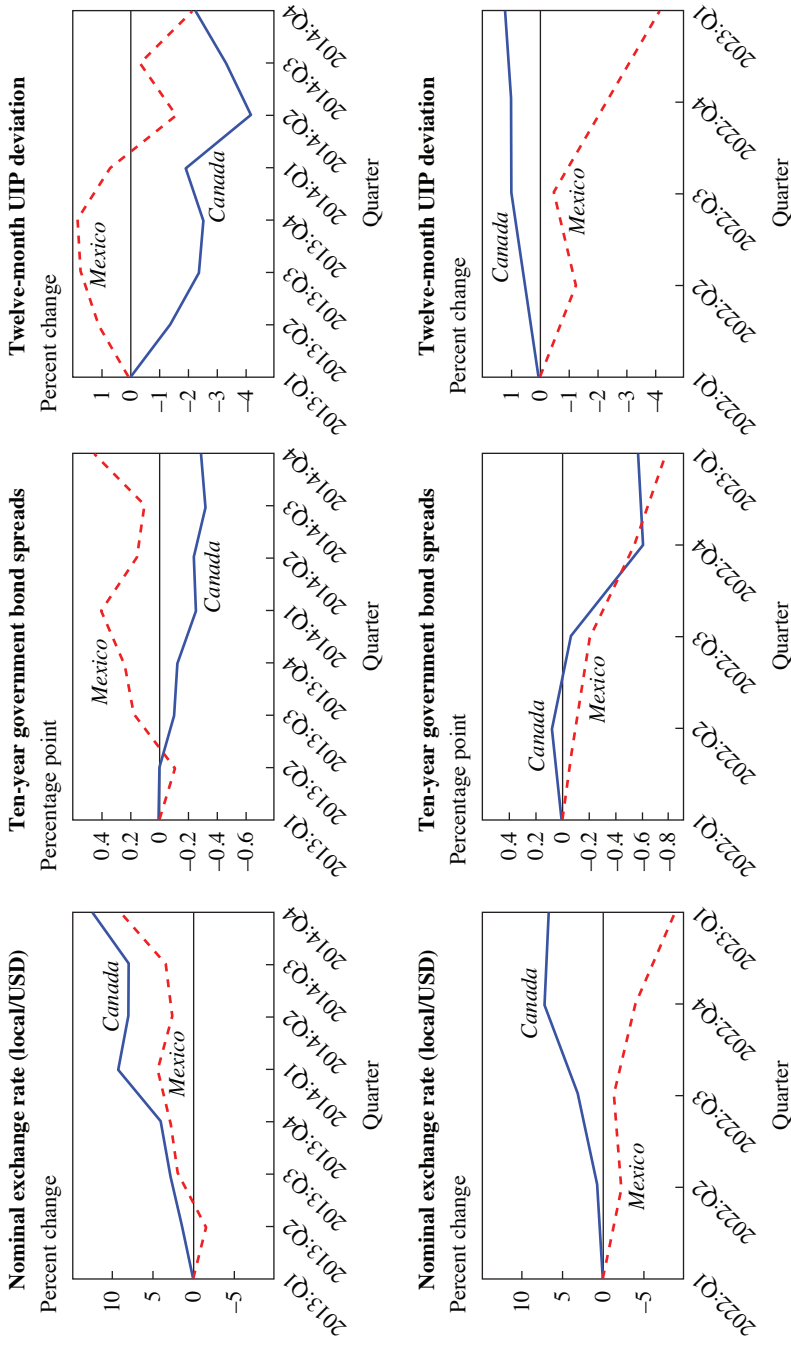 Nominal exchange rate (local/USD)
Percent change
10
5
0
−5
Canada
Mexico
2013:Q1
2013:Q2
2013:Q3
2013:Q4
2014:Q1
2014:Q2
2014:Q3
2014:Q4
Quarter
Ten-year government bond spreads
Percentage point
0.4
0.2
0
−0.2
−0.4
−0.6
Mexico
Canada
2013:Q1
2013:Q2
2013:Q3
2013:Q4
2014:Q1
2014:Q2
2014:Q3
2014:Q4
Quarter
Twelve-month UIP deviation
Percent change
1
0
−1
−2
−3
−4
Mexico
Canada
2013:Q1
2013:Q2
2013:Q3
2013:Q4
2014:Q1
2014:Q2
2014:Q3
2014:Q4
Quarter
Nominal exchange rate (local/USD)
Percent change
10
5
0
−5
Canada
Mexico
2022:Q1
2022:Q2
2022:Q3
2022:Q4
2023:Q1
Quarter
Ten-year government bond spreads
Percentage point
0.4
0.2
0
−0.2
−0.4
−0.6
−0.8
Canada
Mexico
2022:Q1
2022:Q2
2022:Q3
2022:Q4
2023:Q1
Quarter
Twelve-month UIP deviation
Percent change
1
0
−1
−2
−3
−4
Canada
Mexico
2022:Q1
2022:Q2
2022:Q3
2022:Q4
2023:Q1
Quarter